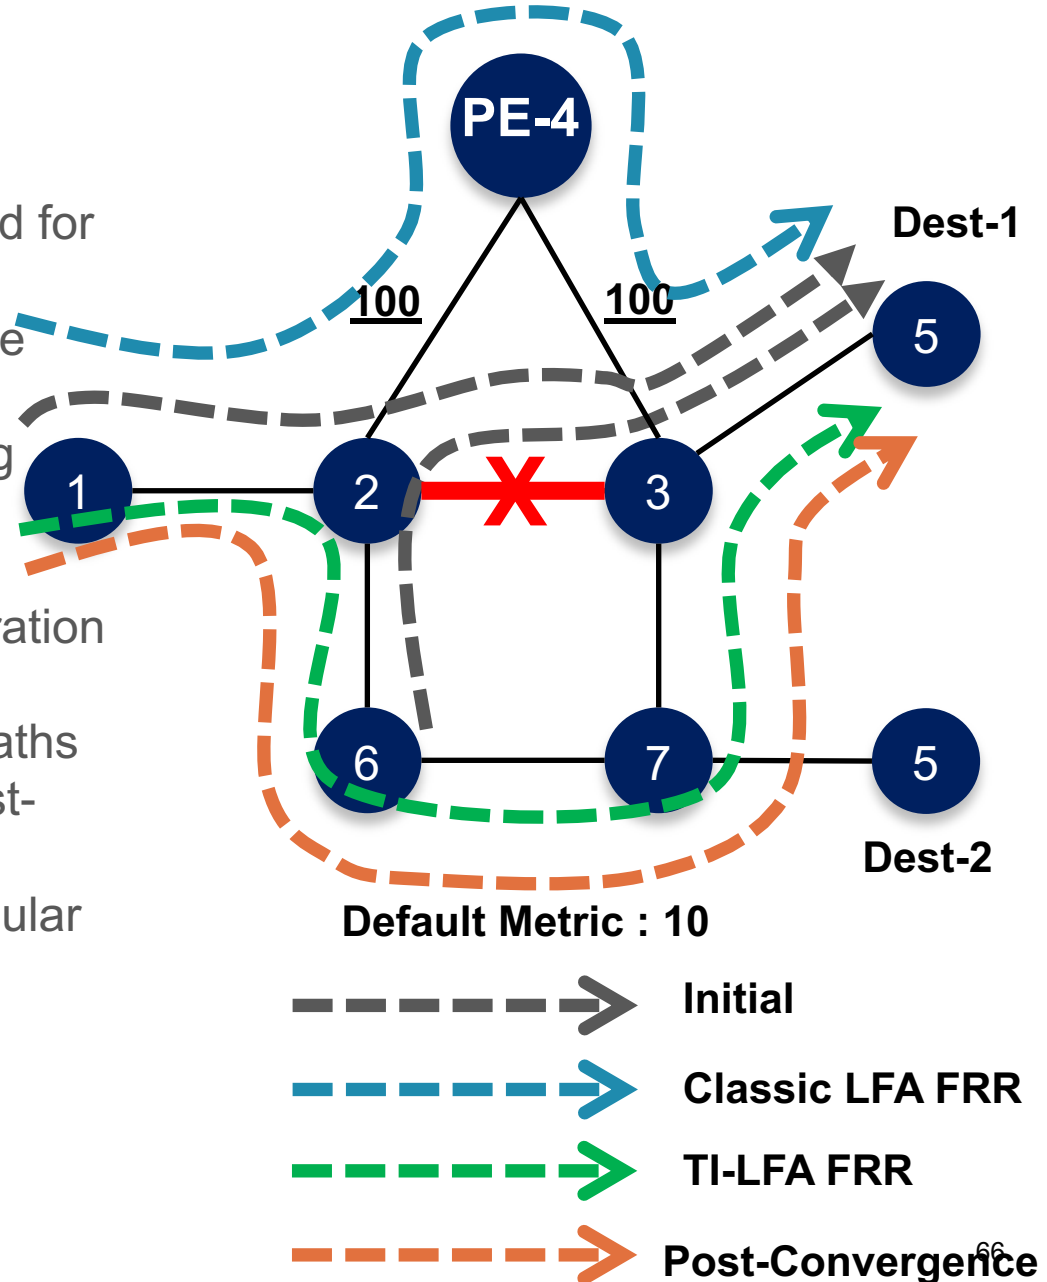 PE-4
d for
Dest-1
100
100
e
5
g
1
2
X
3
ration
aths
6
7
5
st-
Dest-2
ular
Default Metric : 10
Initial
Classic LFA FRR
TI-LFA FRR
Post-Convergence
66